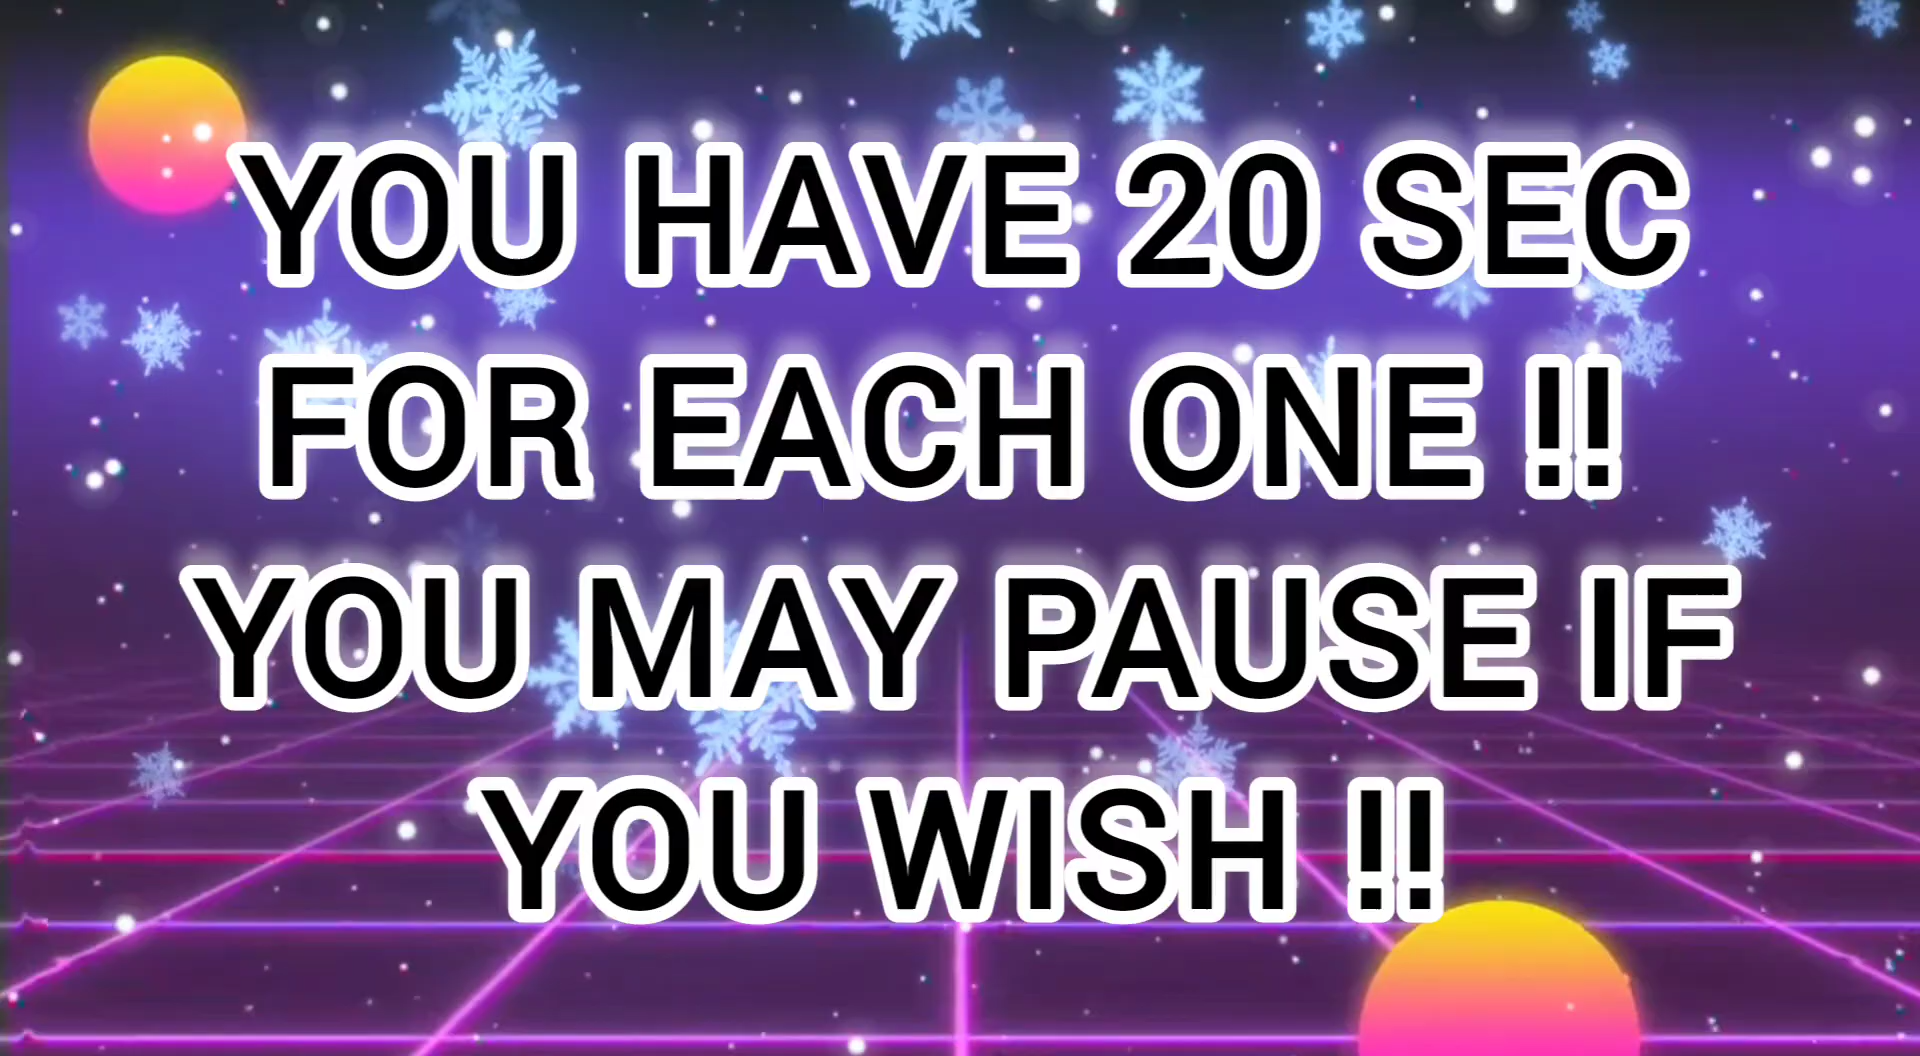 YOU HAVE 20 SEC
FOR EACH ONE !!
YOU MAY PAUSE IF
YOU WISH !!